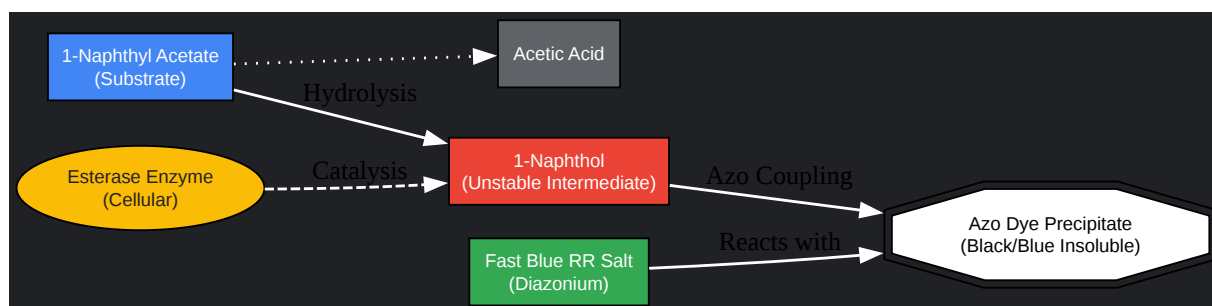 1-Naphthyl Acetate
(Substrate)
Acetic Acid
Hydrolysis
Esterase Enzyme
(Cellular)
Catalysis
1-Naphthol
(Unstable Intermediate)
Azo Coupling
Fast Blue RR Salt
(Diazonium)
Reacts with
Azo Dye Precipitate
(Black/Blue Insoluble)